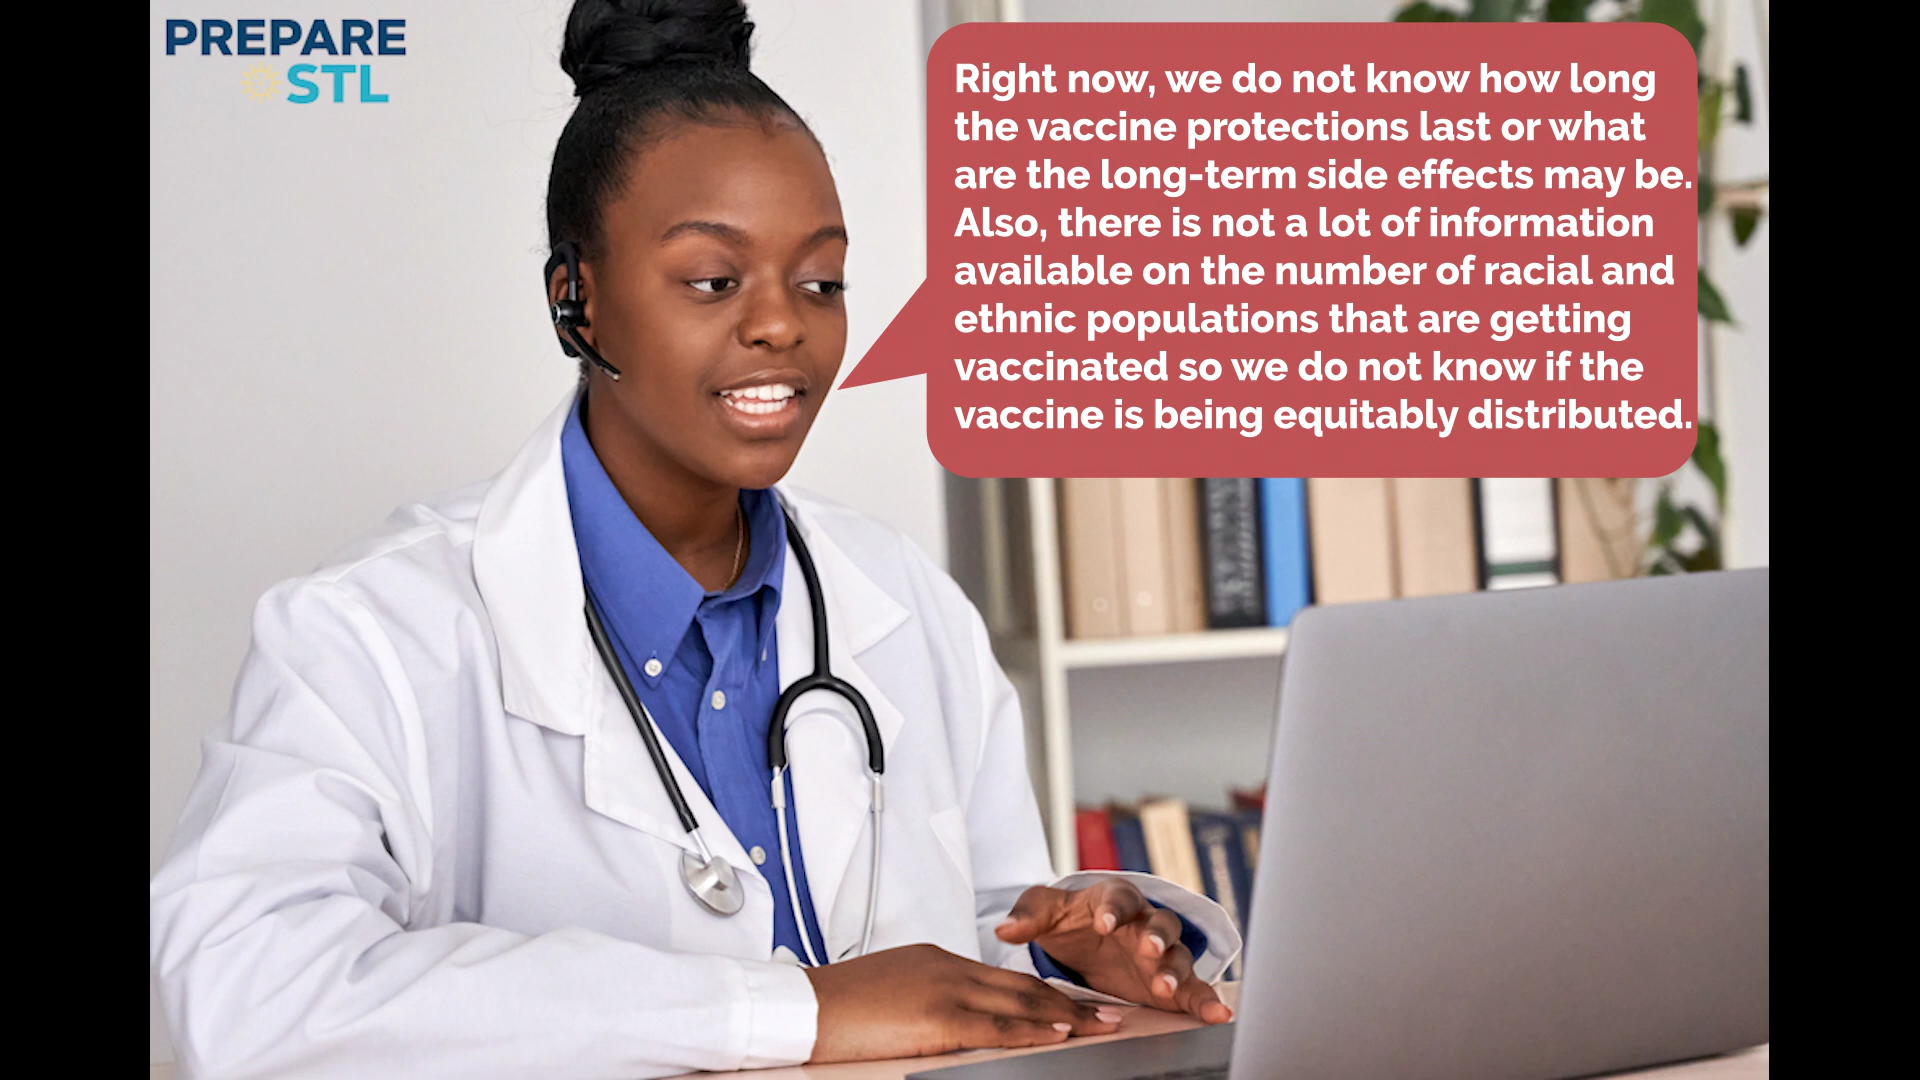 PREPARE
STL
Right now, we do not know how long
the vaccine protections last or what
are the long-term side effects may be.
Also, there is not a lot of information
available on the number of racial and
ethnic populations that are getting
vaccinated so we do not know if the
vaccine is being equitably distributed.